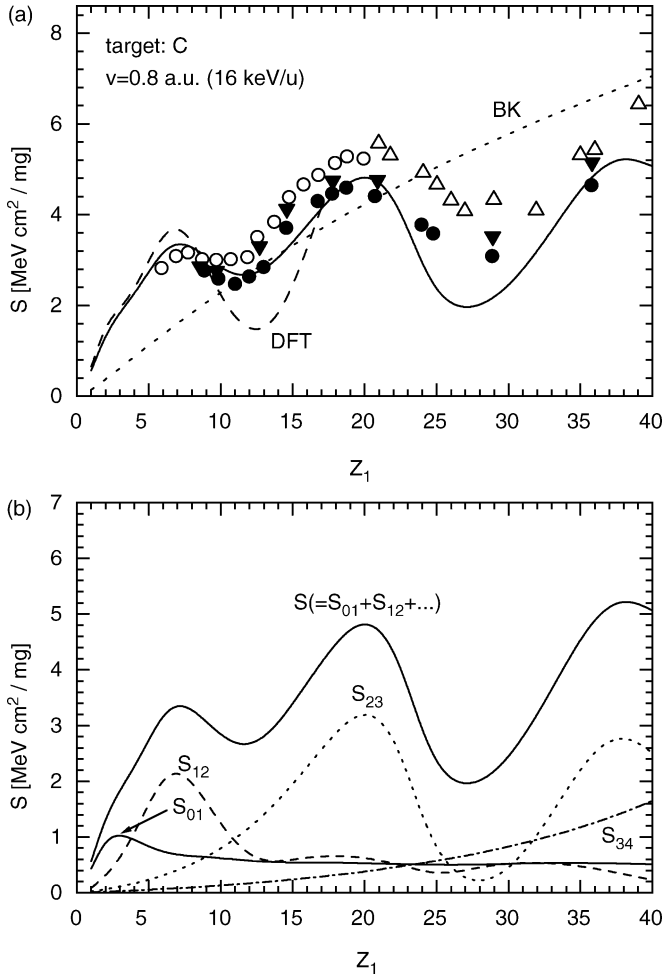 (a)
target: C
v=0.8 a.u. (16 keV/u)
BK
DFT
S [MeV cm² / mg]
8
6
4
2
0
0 5 10 15 20 25 30 35 40
Z₁
(b)
S(=S₀₁+S₁₂+...)
S₂₃
S₁₂
S₀₁
S₃₄
S [MeV cm² / mg]
7
6
5
4
3
2
1
0
0 5 10 15 20 25 30 35 40
Z₁